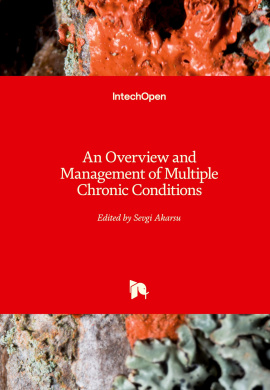 IntechOpen
An Overview and
Management of Multiple
Chronic Conditions
Edited by Sevgi Akarsu